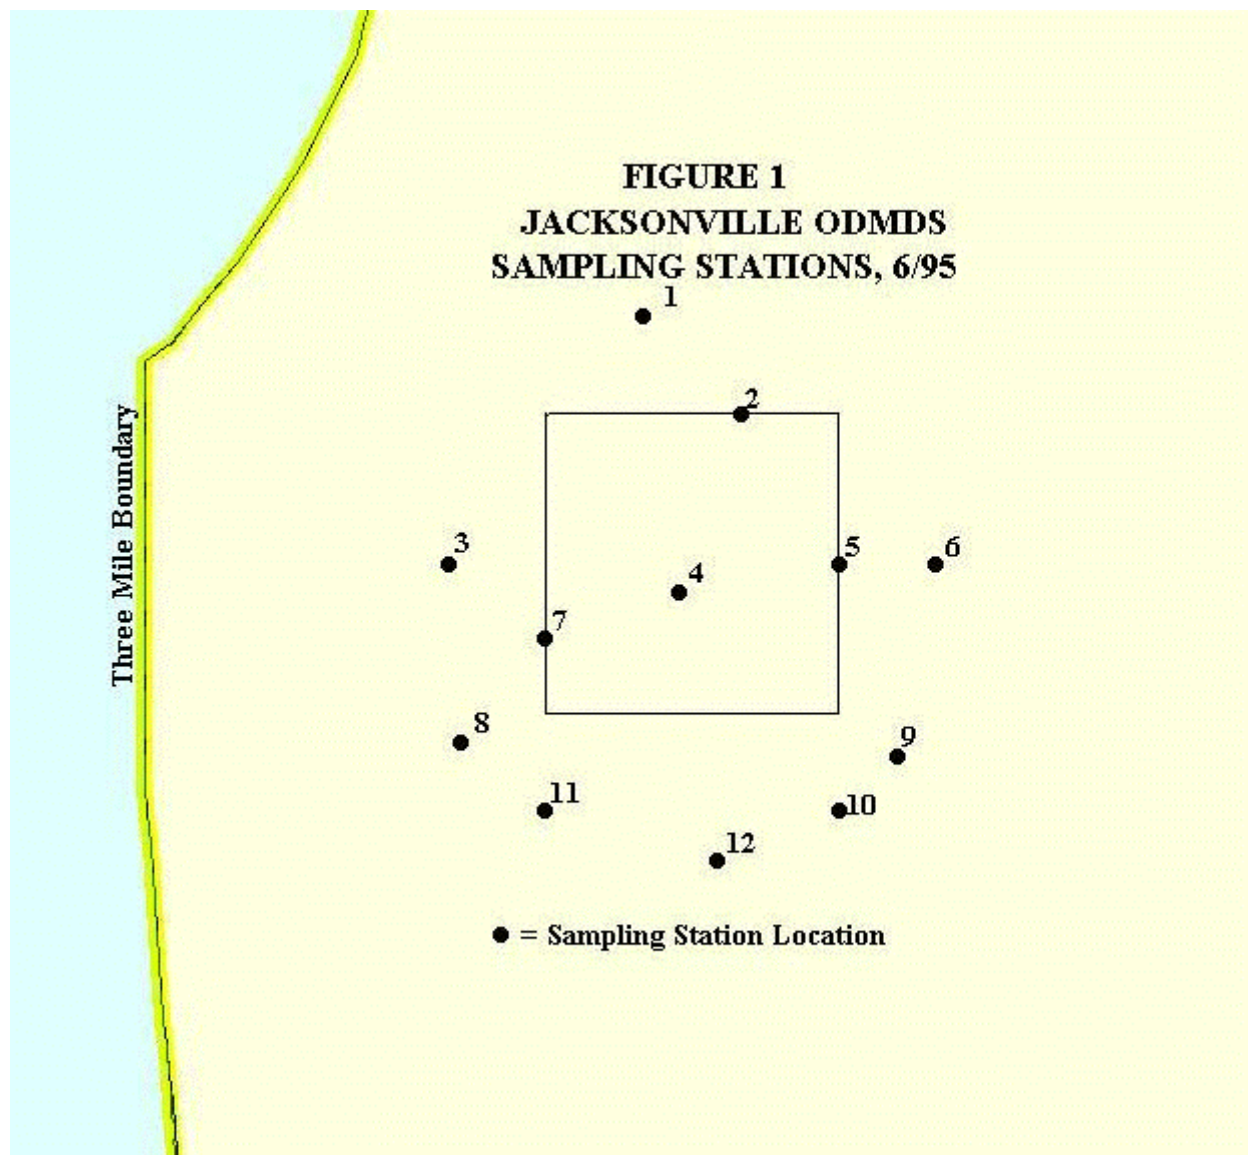 FIGURE 1
JACKSONVILLE ODMDS
SAMPLING STATIONS, 6/95
1
2
Three Mile Boundary
3
5
6
4
7
8
9
11
10
12
= Sampling Station Location